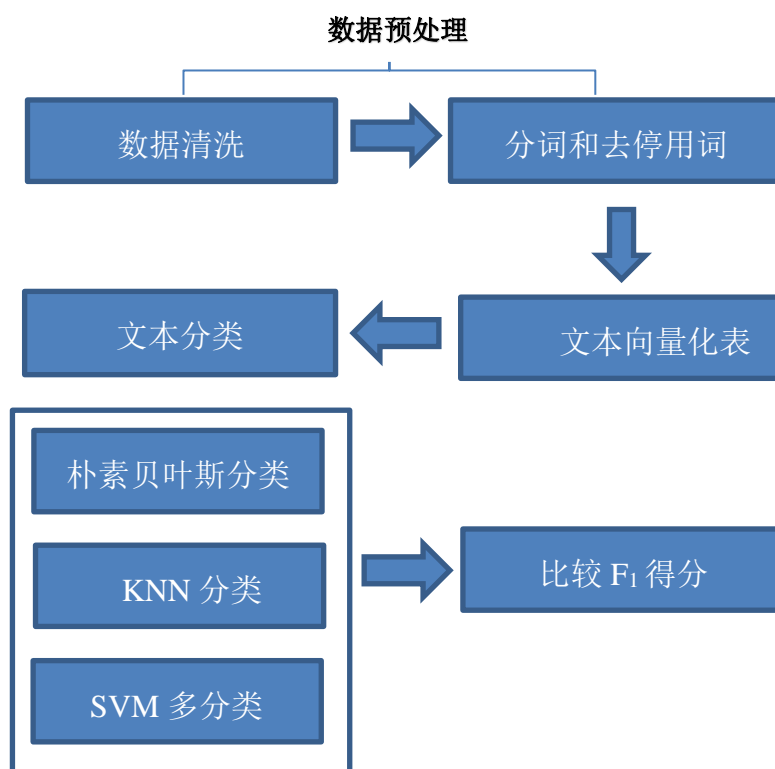 数据预处理
数据清洗
分词和去停用词
文本分类
文本向量化表
朴素贝叶斯分类
KNN 分类
比较 F₁ 得分
SVM 多分类